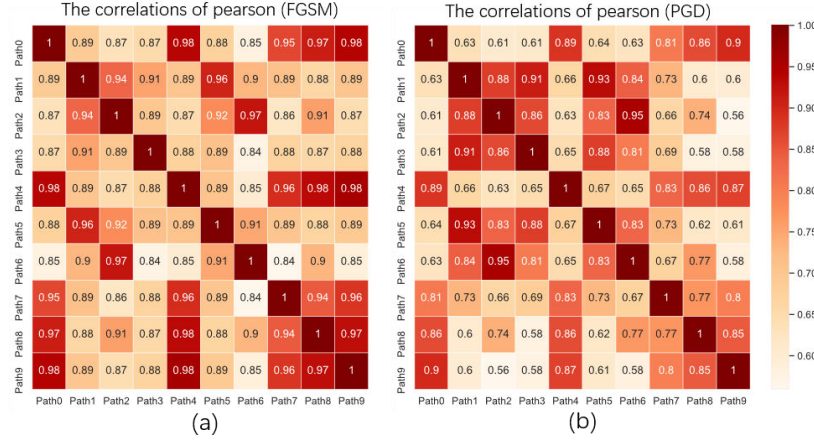 The correlations of pearson (FGSM)
Path0 1 0.89 0.87 0.87 0.98 0.88 0.85 0.95 0.97 0.98
Path1 0.89 1 0.94 0.91 0.89 0.96 0.9 0.89 0.88 0.89
Path2 0.87 0.94 1 0.89 0.87 0.92 0.97 0.86 0.91 0.87
Path3 0.87 0.91 0.89 1 0.88 0.89 0.84 0.88 0.87 0.88
Path4 0.98 0.89 0.87 0.88 1 0.89 0.85 0.96 0.98 0.98
Path5 0.88 0.96 0.92 0.89 0.89 1 0.91 0.89 0.88 0.89
Path6 0.85 0.9 0.97 0.84 0.85 0.91 1 0.84 0.9 0.85
Path7 0.95 0.89 0.86 0.88 0.96 0.89 0.84 1 0.94 0.96
Path8 0.97 0.88 0.91 0.87 0.98 0.88 0.9 0.94 1 0.97
Path9 0.98 0.89 0.87 0.88 0.98 0.89 0.85 0.96 0.97 1
Path0 Path1 Path2 Path3 Path4 Path5 Path6 Path7 Path8 Path9
(a)
The correlations of pearson (PGD)
Path0 1 0.63 0.61 0.61 0.89 0.64 0.63 0.81 0.86 0.9
Path1 0.63 1 0.88 0.91 0.66 0.93 0.84 0.73 0.6 0.6
Path2 0.61 0.88 1 0.86 0.63 0.83 0.95 0.66 0.74 0.56
Path3 0.61 0.91 0.86 1 0.65 0.88 0.81 0.69 0.58 0.58
Path4 0.89 0.66 0.63 0.65 1 0.67 0.65 0.83 0.86 0.87
Path5 0.64 0.93 0.83 0.88 0.67 1 0.83 0.73 0.62 0.61
Path6 0.63 0.84 0.95 0.81 0.65 0.83 1 0.67 0.77 0.58
Path7 0.81 0.73 0.66 0.69 0.83 0.73 0.67 1 0.77 0.8
Path8 0.86 0.6 0.74 0.58 0.86 0.62 0.77 0.77 1 0.85
Path9 0.9 0.6 0.56 0.58 0.87 0.61 0.58 0.8 0.85 1
Path0 Path1 Path2 Path3 Path4 Path5 Path6 Path7 Path8 Path9
(b)
1.00
0.95
0.90
0.85
0.80
0.75
0.70
0.65
0.60